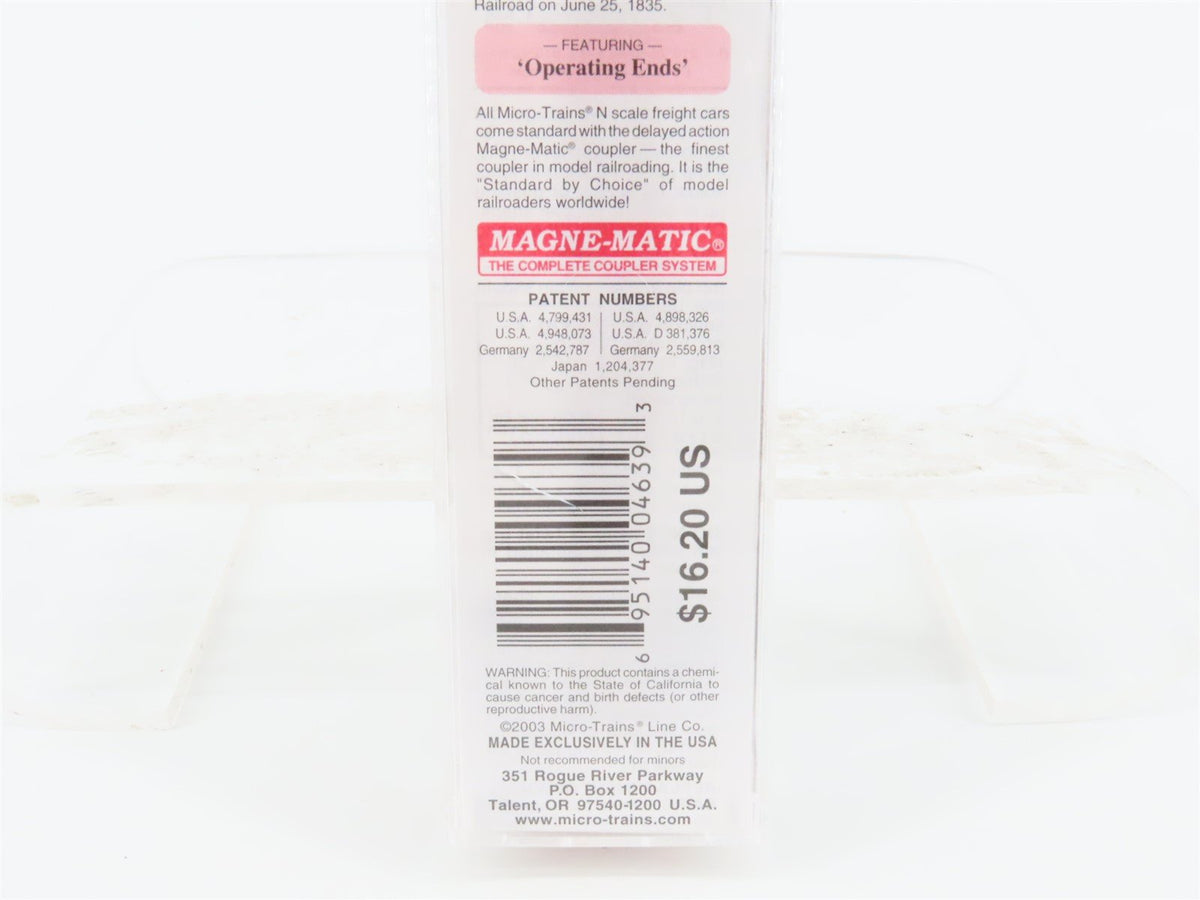 Railroad on June 25, 1835.
— FEATURING —
‘Operating Ends’
All Micro-Trains® N scale freight cars
come standard with the delayed action
Magne-Matic® coupler — the finest
coupler in model railroading. It is the
"Standard by Choice" of model
railroaders worldwide!
MAGNE-MATIC®
THE COMPLETE COUPLER SYSTEM
PATENT NUMBERS
U.S.A. 4,799,431 | U.S.A. 4,898,326
U.S.A. 4,948,073 | U.S.A. D 381,376
Germany 2,542,787 | Germany 2,559,813
Japan 1,204,377
Other Patents Pending
6 95140 04639 3
$16.20 US
WARNING: This product contains a chemi-
cal known to the State of California to
cause cancer and birth defects (or other
reproductive harm).
©2003 Micro-Trains® Line Co.
MADE EXCLUSIVELY IN THE USA
Not recommended for minors
351 Rogue River Parkway
P.O. Box 1200
Talent, OR 97540-1200 U.S.A.
www.micro-trains.com